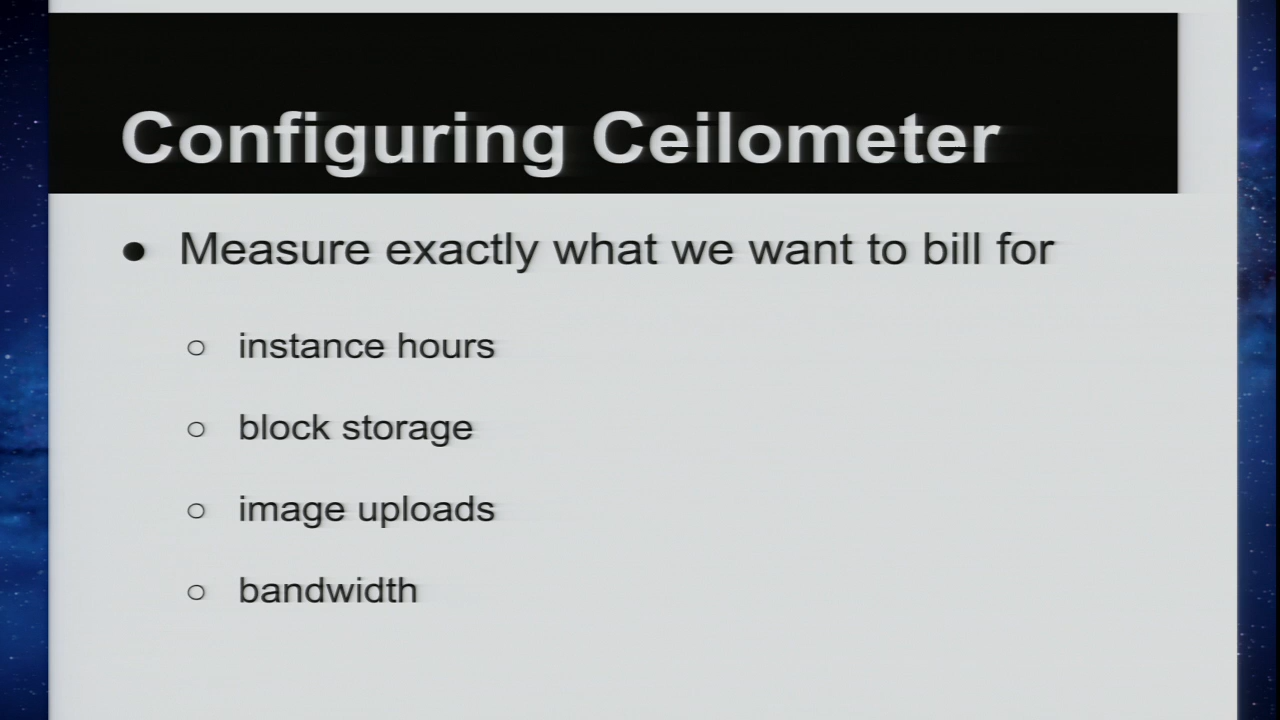 Configuring Ceilometer
● Measure exactly what we want to bill for
○ instance hours
○ block storage
○ image uploads
○ bandwidth